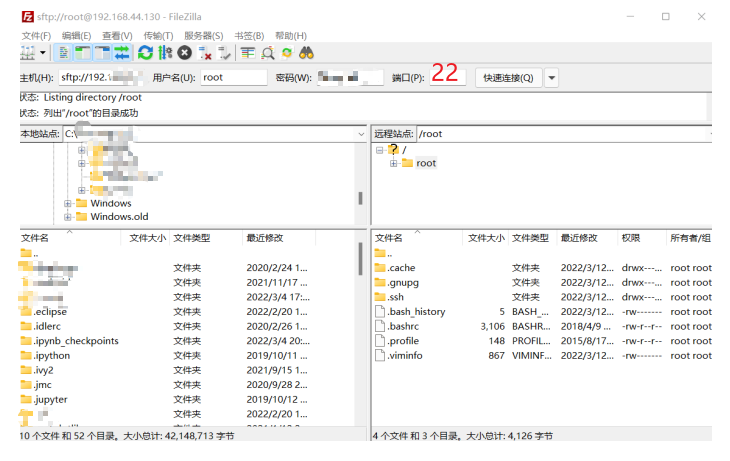 sftp://root@192.168.44.130 - FileZilla
文件(F) 编辑(E) 查看(V) 传输(T) 服务器(S) 书签(B) 帮助(H)
主机(H): sftp://192.1 用户名(U): root 密码(W): 端口(P): 22 快速连接(Q)
状态: Listing directory /root
状态: 列出"/root"的目录成功
本地站点: C:\
Windows
Windows.old
远程站点: /root
/
root
文件名 文件大小 文件类型 最近修改
..
文件夹 2020/2/24 1...
文件夹 2021/11/17 ...
文件夹 2022/3/4 17:...
.eclipse 文件夹 2022/2/20 1...
.idlerc 文件夹 2020/2/26 1...
.ipynb_checkpoints 文件夹 2022/3/4 20:...
.ipython 文件夹 2019/10/11 ...
.ivy2 文件夹 2021/9/15 1...
.jmc 文件夹 2020/9/28 2...
.jupyter 文件夹 2019/10/12 ...
文件夹 2022/2/20 1...
10 个文件 和 52 个目录。大小总计: 42,148,713 字节
文件名 文件大小 文件类型 最近修改 权限 所有者/组
..
.cache 文件夹 2022/3/12... drwx---... root root
.gnupg 文件夹 2022/3/12... drwx---... root root
.ssh 文件夹 2022/3/12... drwx---... root root
.bash_history 5 BASH_... 2022/3/12... -rw------- root root
.bashrc 3,106 BASHR... 2018/4/9 ... -rw-r--r-- root root
.profile 148 PROFIL... 2015/8/17... -rw-r--r-- root root
.viminfo 867 VIMINF... 2022/3/12... -rw------- root root
4 个文件 和 3 个目录。大小总计: 4,126 字节